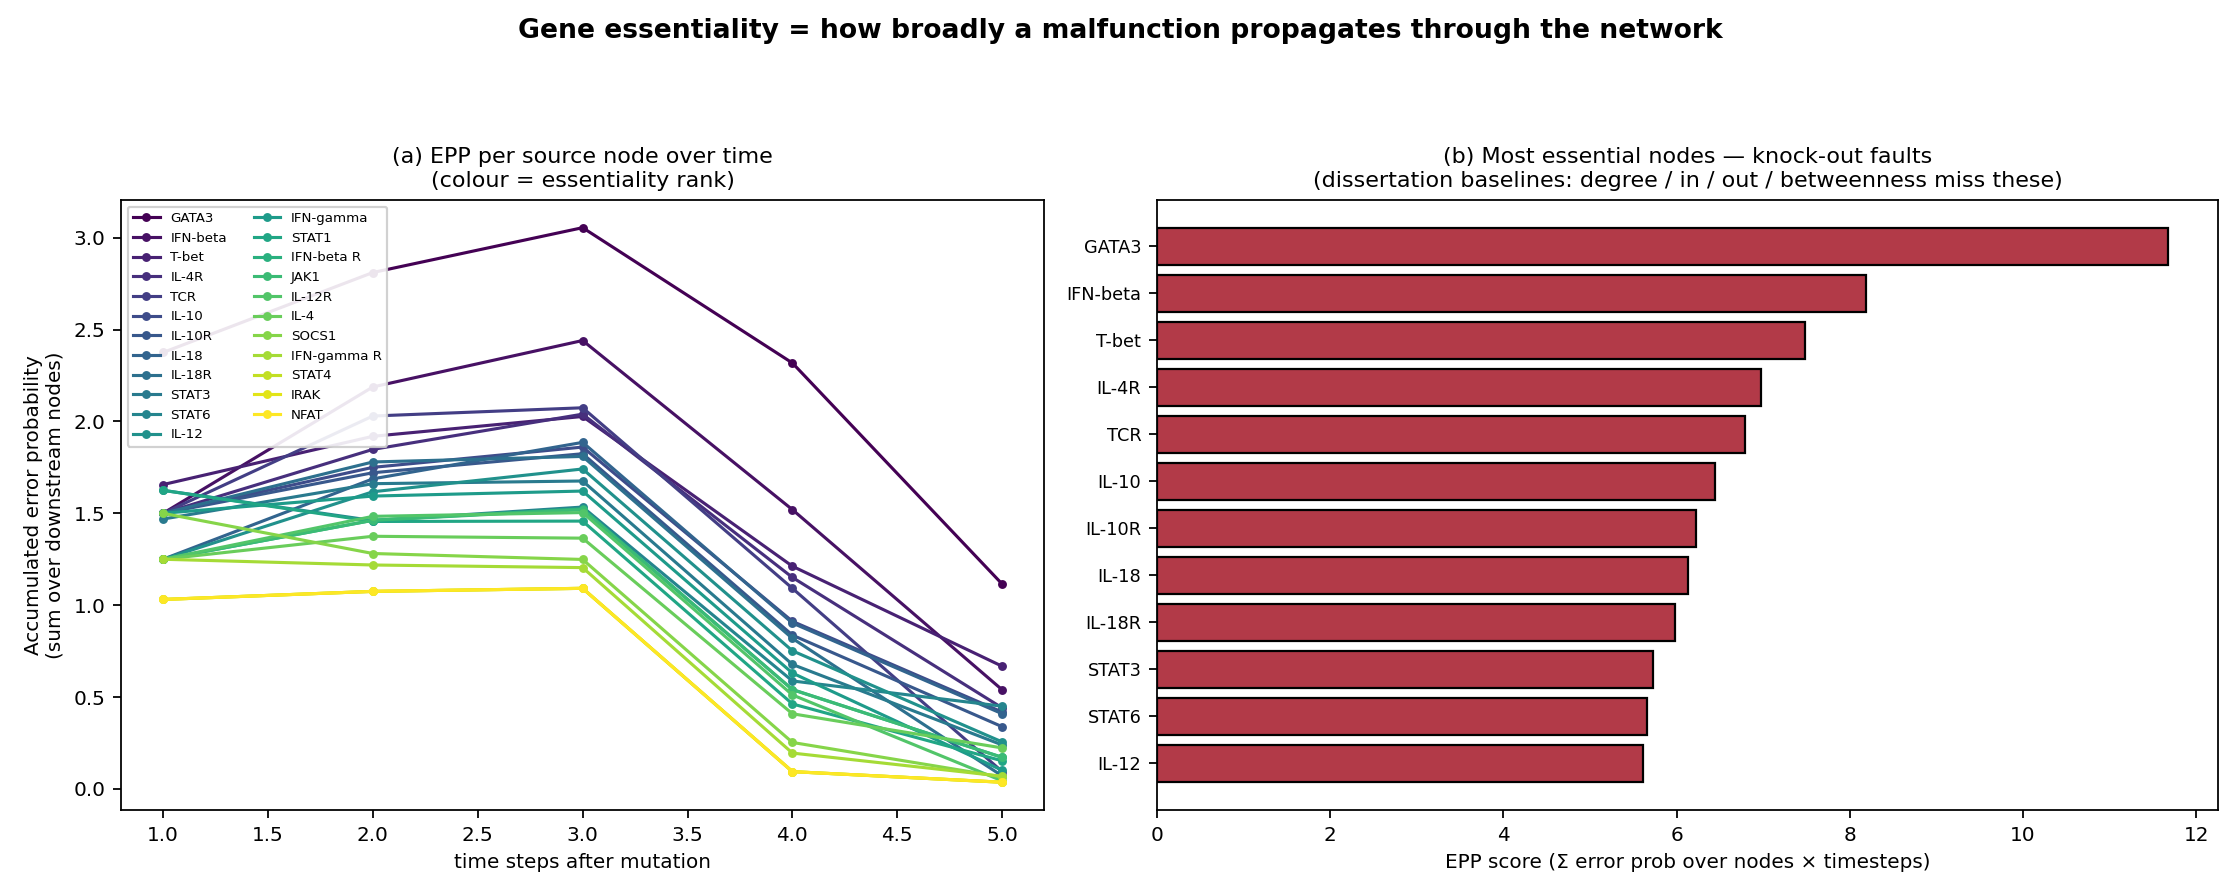 Gene essentiality = how broadly a malfunction propagates through the network
(a) EPP per source node over time
(colour = essentiality rank)
Accumulated error probability
(sum over downstream nodes)
3.0
2.5
2.0
1.5
1.0
0.5
0.0
GATA3
IFN-beta
T-bet
IL-4R
TCR
IL-10
IL-10R
IL-18
IL-18R
STAT3
STAT6
IL-12
IFN-gamma
STAT1
IFN-beta R
JAK1
IL-12R
IL-4
SOCS1
IFN-gamma R
STAT4
IRAK
NFAT
1.0 1.5 2.0 2.5 3.0 3.5 4.0 4.5 5.0
time steps after mutation
(b) Most essential nodes — knock-out faults
(dissertation baselines: degree / in / out / betweenness miss these)
GATA3
IFN-beta
T-bet
IL-4R
TCR
IL-10
IL-10R
IL-18
IL-18R
STAT3
STAT6
IL-12
0 2 4 6 8 10 12
EPP score (Σ error prob over nodes × timesteps)